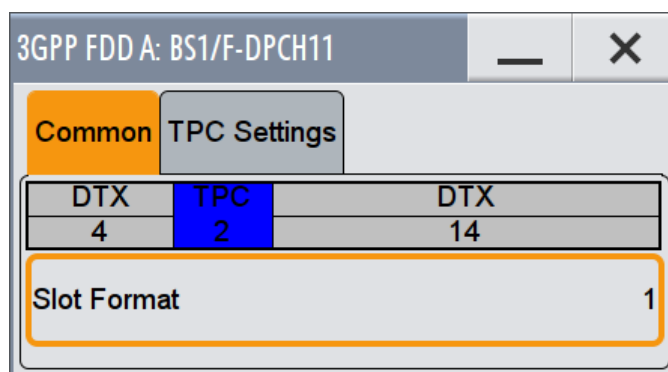 3GPP FDD A: BS1/F-DPCH11
Common TPC Settings
DTX TPC DTX
4 2 14
Slot Format 1